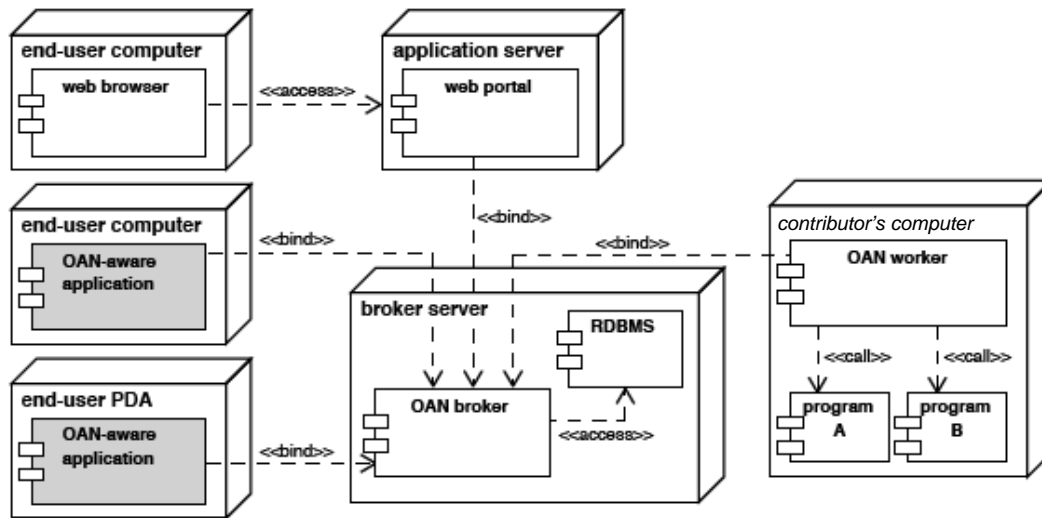 end-user computer
web browser
<<access>>
application server
web portal
end-user computer
OAN-aware
application
<<bind>>
<<bind>>
<<bind>>
contributor's computer
OAN worker
<<call>>
<<call>>
program
A
program
B
broker server
RDBMS
OAN broker
<<access>>
end-user PDA
OAN-aware
application
<<bind>>